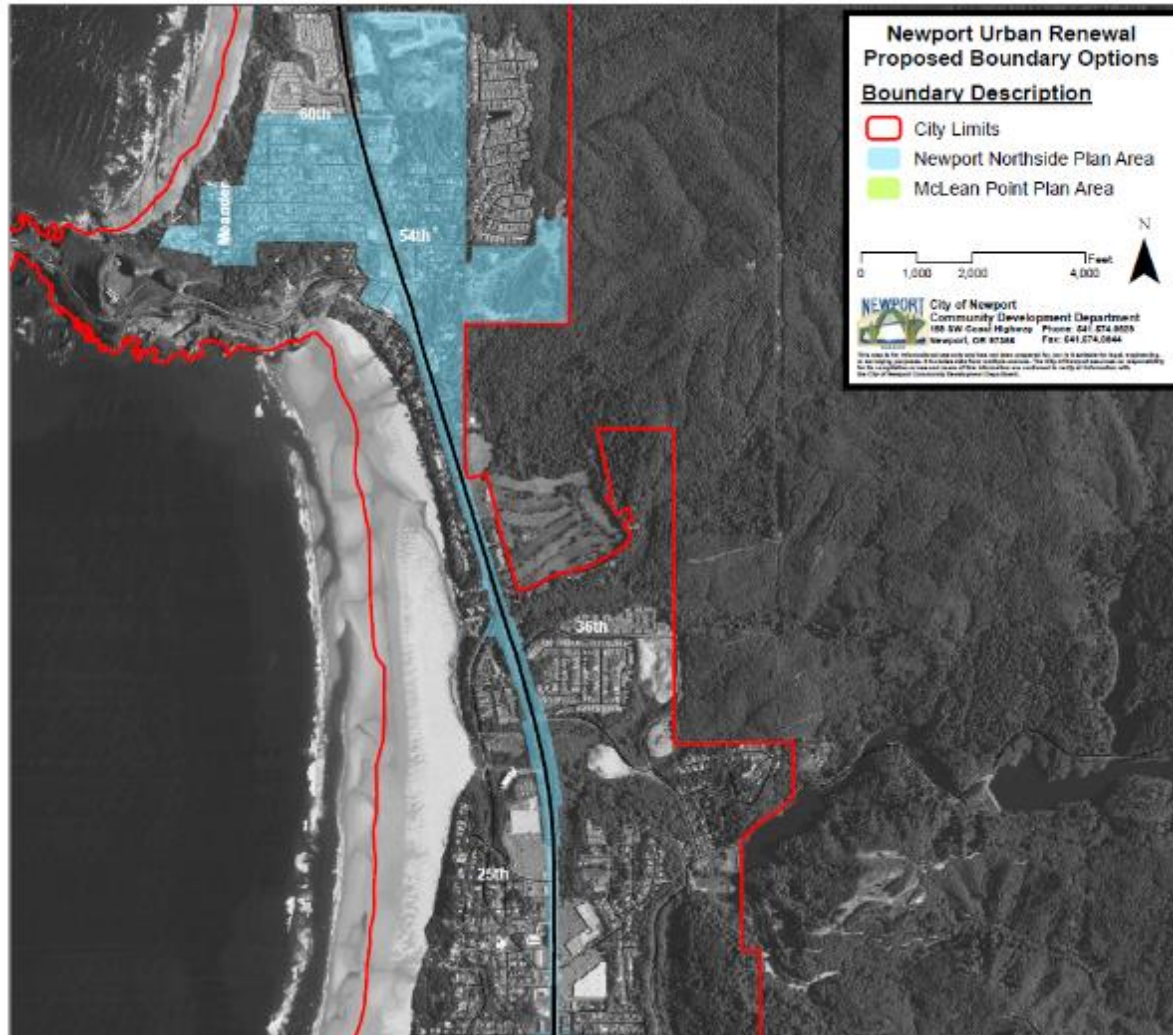 Newport Urban Renewal
Proposed Boundary Options
Boundary Description
City Limits
Newport Northside Plan Area
McLean Point Plan Area
N
Feet
0 1,000 2,000 4,000
NEWPORT
City of Newport
Community Development Department
169 SW Coast Highway Phone: 541.574.0629
Newport, OR 97365 Fax: 541.574.0644
60th
Meander
54th
36th
25th